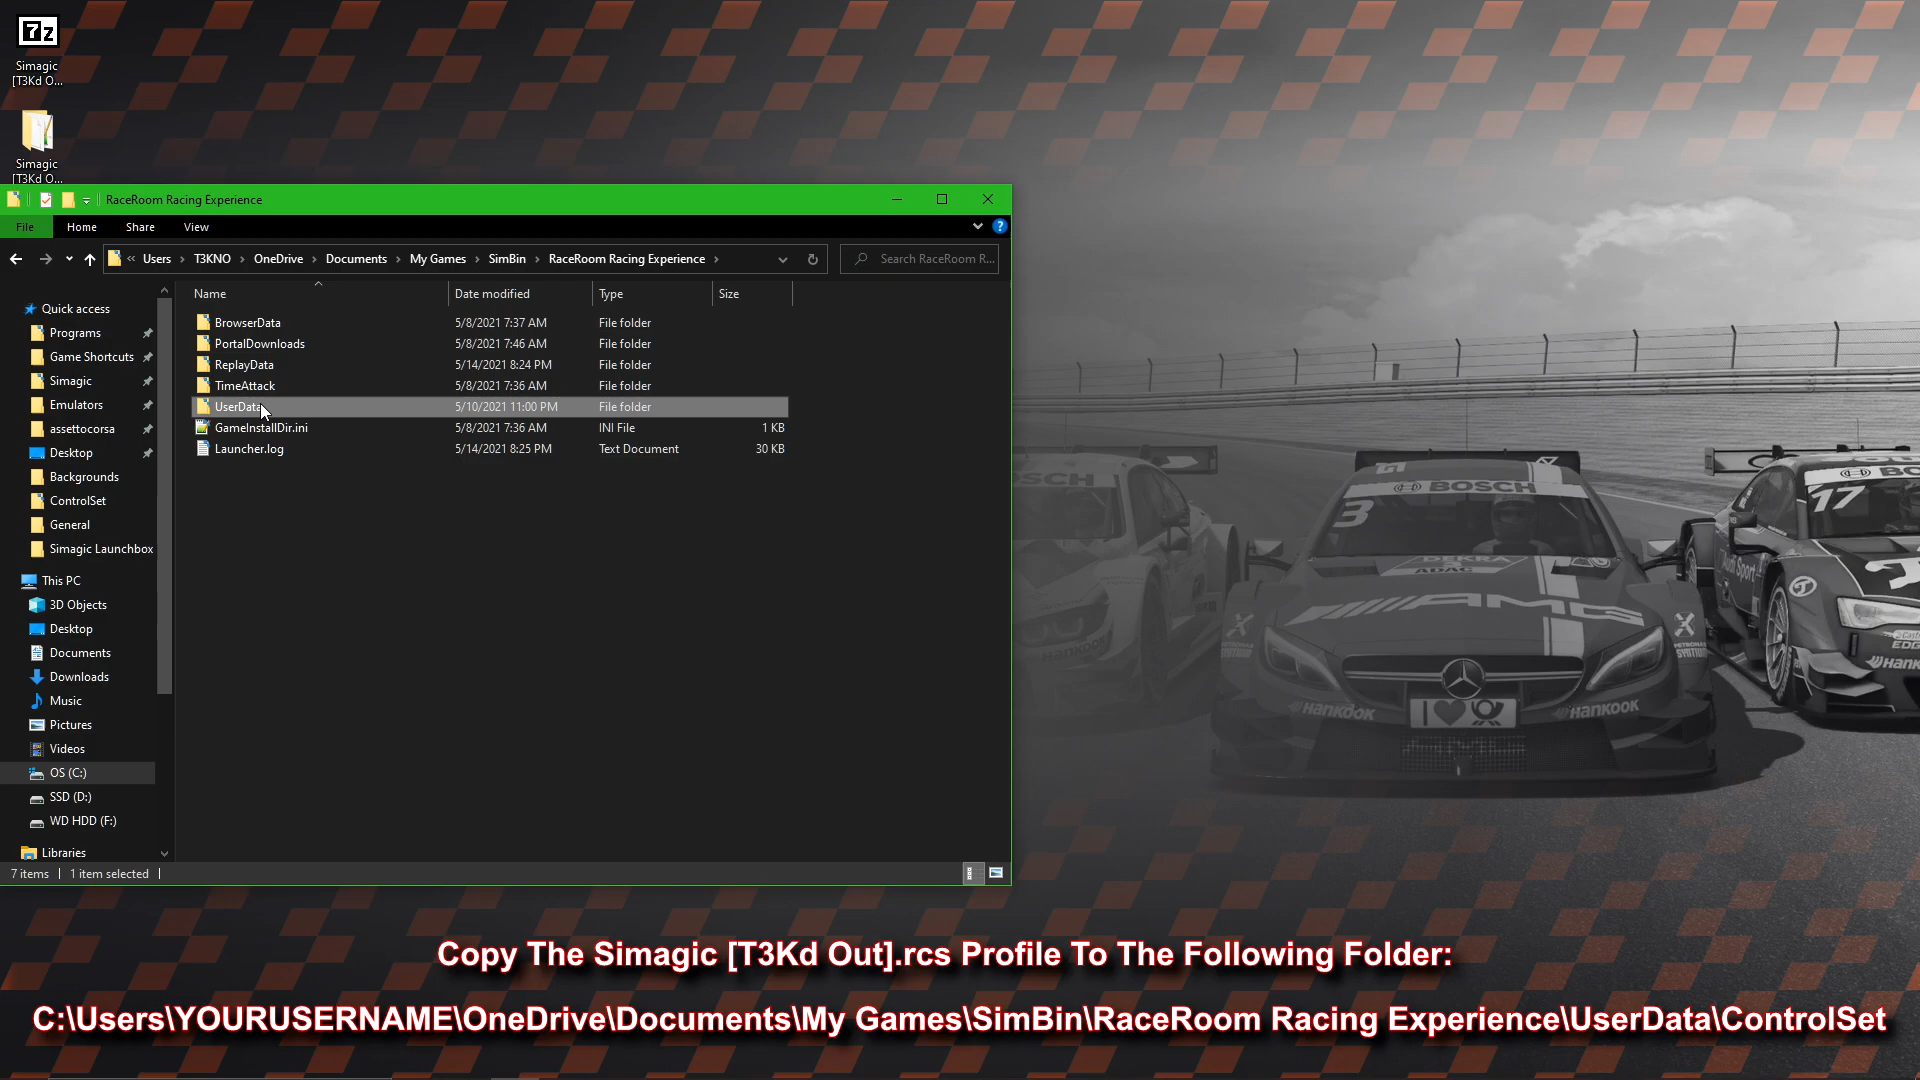 Simagic
[T3Kd O...
Simagic
[T3Kd O...
RaceRoom Racing Experience
File Home Share View
Users T3KNO OneDrive Documents My Games SimBin RaceRoom Racing Experience
Search RaceRoom R...
Name Date modified Type Size
BrowserData 5/8/2021 7:37 AM File folder
PortalDownloads 5/8/2021 7:46 AM File folder
ReplayData 5/14/2021 8:24 PM File folder
TimeAttack 5/8/2021 7:36 AM File folder
UserData 5/10/2021 11:00 PM File folder
GameInstallDir.ini 5/8/2021 7:36 AM INI File 1 KB
Launcher.log 5/14/2021 8:25 PM Text Document 30 KB
Quick access
Programs
Game Shortcuts
Simagic
Emulators
assettocorsa
Desktop
Backgrounds
ControlSet
General
Simagic Launchbox
This PC
3D Objects
Desktop
Documents
Downloads
Music
Pictures
Videos
OS (C:)
SSD (D:)
WD HDD (F:)
Libraries
7 items 1 item selected
BOSCH
3
DEKRA
ADAC
AMG
PETRONAS
SYNTIUM
HANKOOK
I ♥
HANKOOK
17
Audi Sport
Copy The Simagic [T3Kd Out].rcs Profile To The Following Folder:
C:\Users\YOURUSERNAME\OneDrive\Documents\My Games\SimBin\RaceRoom Racing Experience\UserData\ControlSet